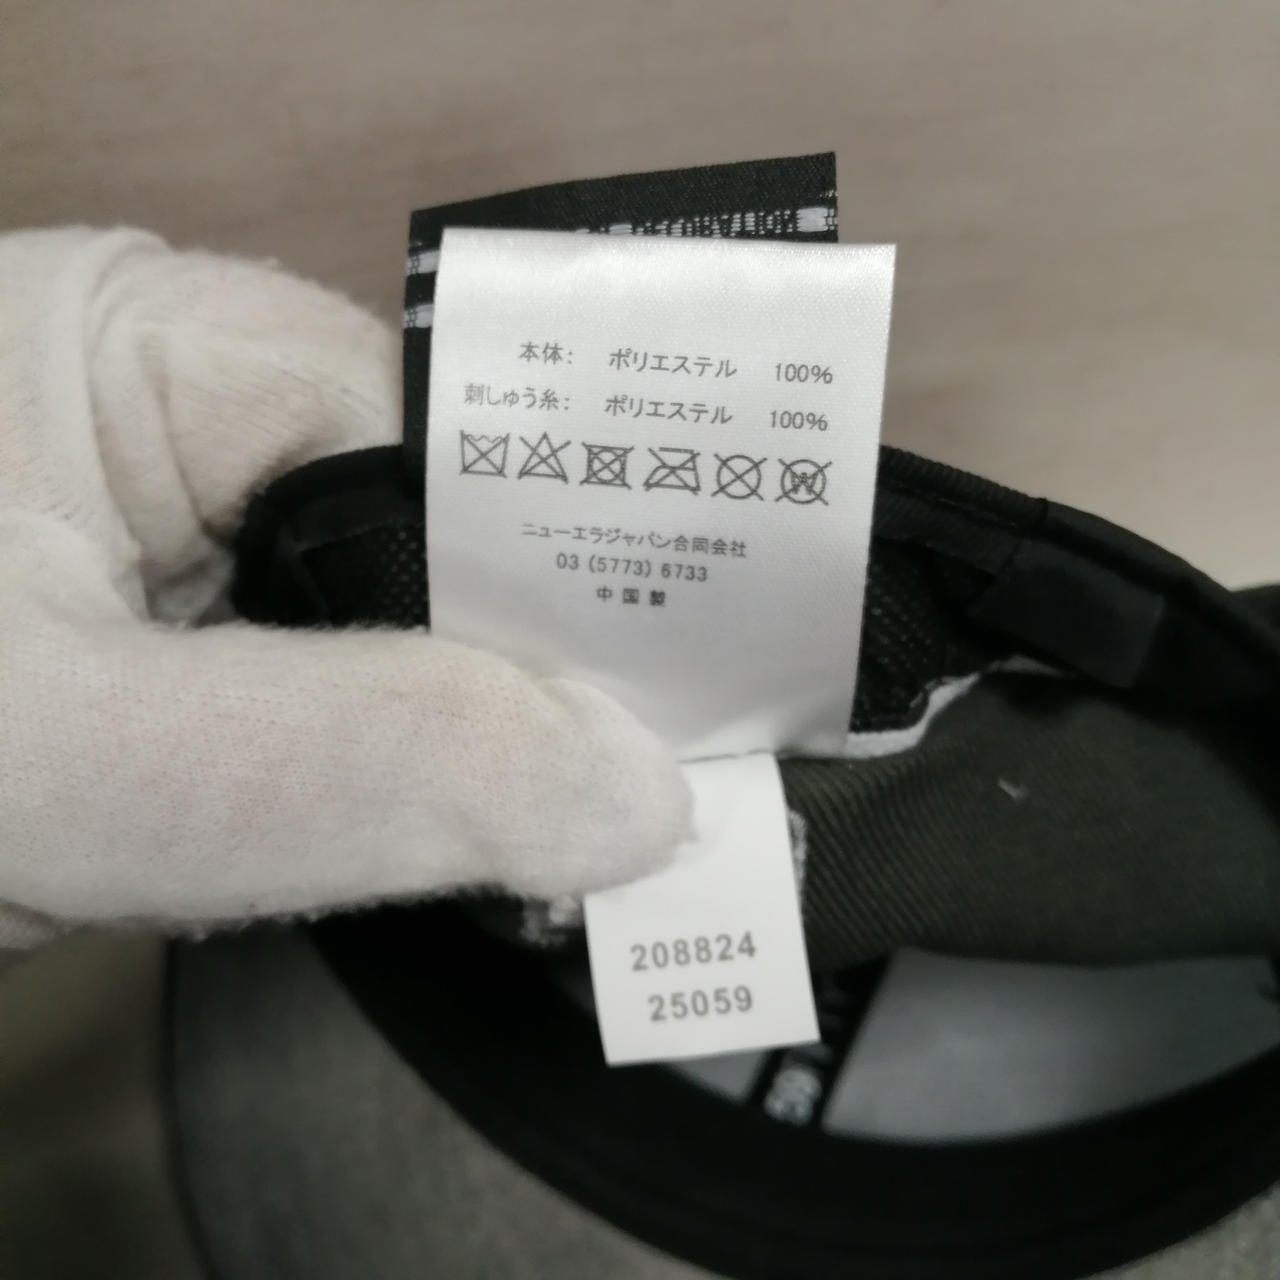 本体： ポリエステル 100%
刺しゅう糸： ポリエステル 100%
W
ニューエラジャパン合同会社
03 (5773) 6733
中国製
208824
25059